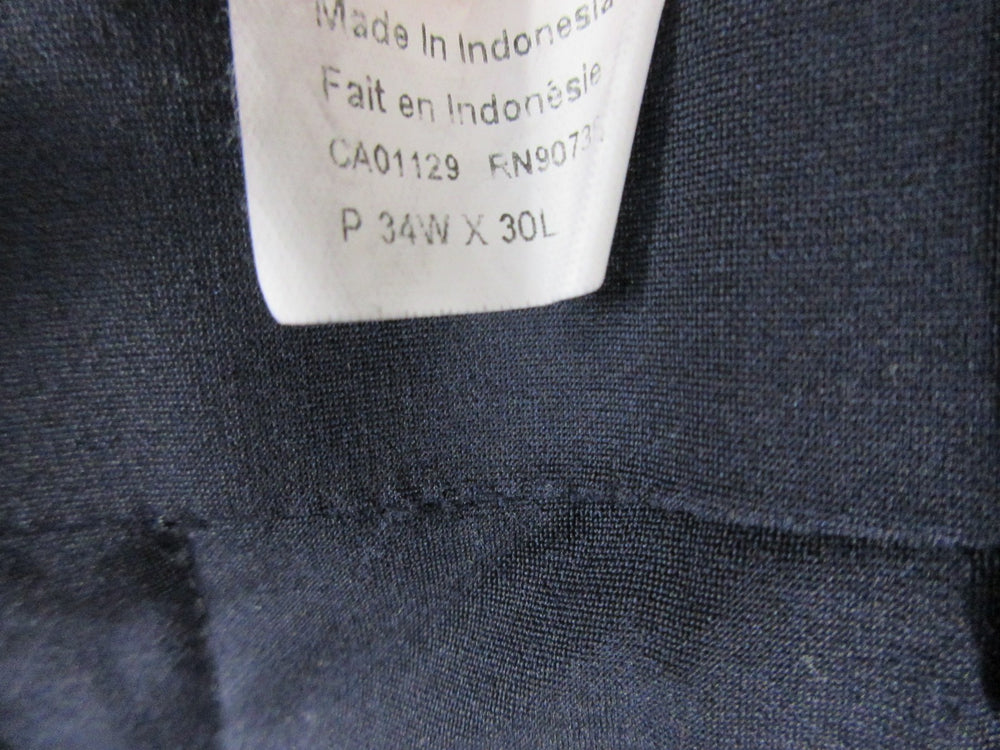 Made In Indonesia
Fait en Indonésie
CA01129
P 34W X 30L